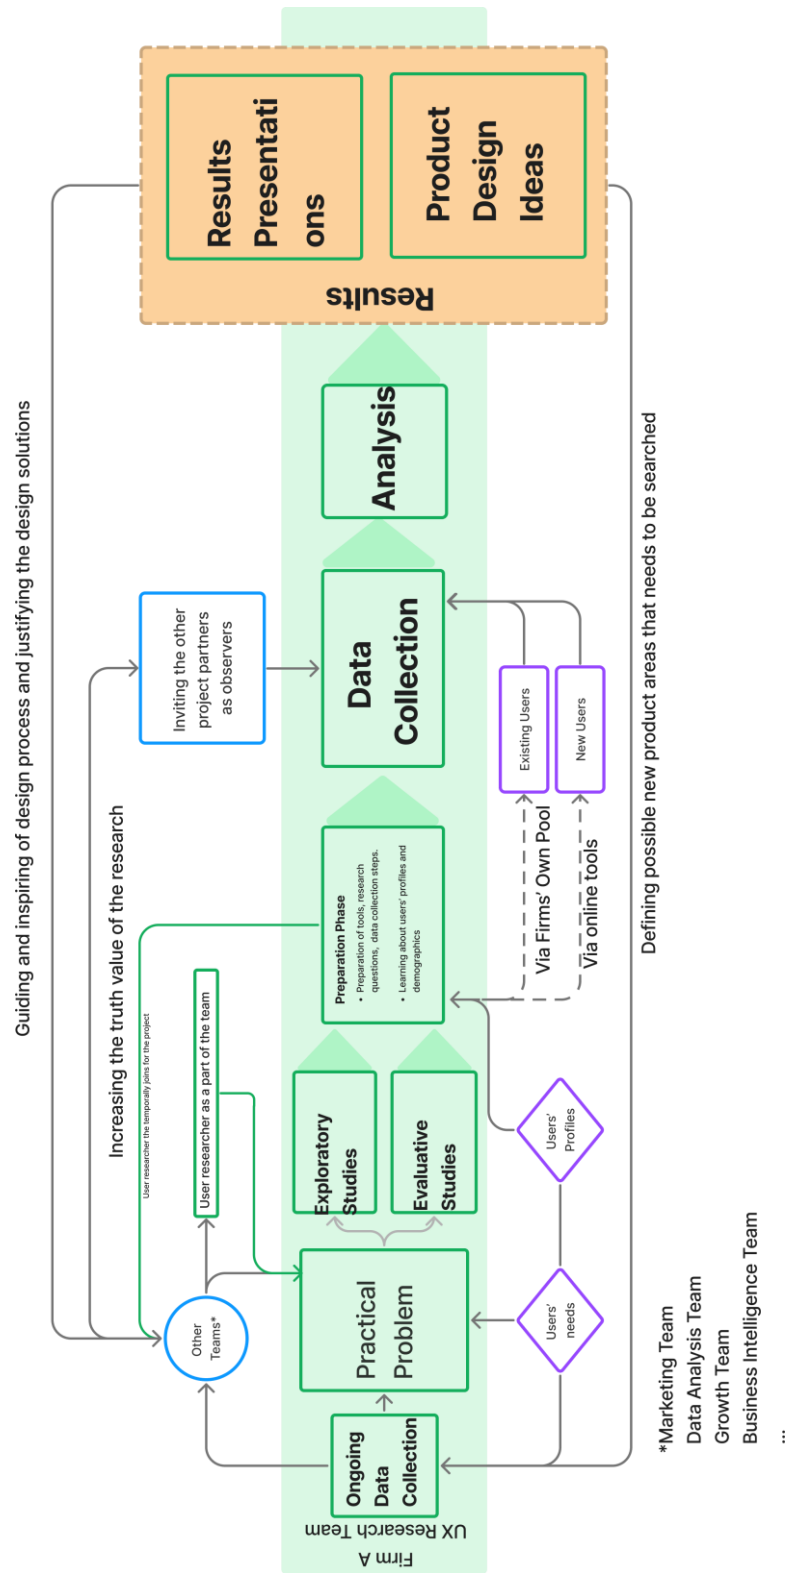 Guiding and inspiring of design process and justifying the design solutions
Increasing the truth value of the research
User researcher the temporally joins for the project
User researcher as a part of the team
Other
Teams*
Inviting the other
project partners
as observers
Firm A
UX Research Team
Ongoing
Data
Collection
Practical
Problem
Exploratory
Studies
Evaluative
Studies
Preparation Phase
• Preparation of tools, research
questions, data collection steps.
• Learning about users' profiles and
demographics
Data
Collection
Analysis
Results
Results
Presentati
ons
Product
Design
Ideas
Users'
needs
Users'
Profiles
Via Firms' Own Pool
Via online tools
Existing Users
New Users
Defining possible new product areas that needs to be searched
*Marketing Team
Data Analysis Team
Growth Team
Business Intelligence Team
...